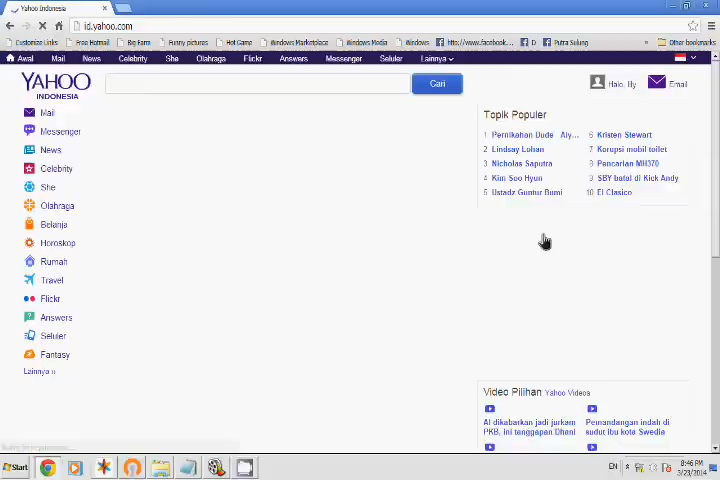 Yahoo Indonesia
id.yahoo.com
Customize Links Free Hotmail Big Farm Funny pictures Hot Game Windows Marketplace Windows Media Windows http://www.facebook.... D Putra Sulung » Other bookmarks
Awal Mail News Celebrity She Olahraga Flickr Answers Messenger Seluler Lainnya
YAHOO
INDONESIA
Cari
Halo, Illy
Email
Mail
Messenger
News
Celebrity
She
Olahraga
Belanja
Horoskop
Rumah
Travel
Flickr
Answers
Seluler
Fantasy
Lainnya »
Topik Populer
1 Pernikahan Dude Aly... 6 Kristen Stewart
2 Lindsay Lohan 7 Korupsi mobil toilet
3 Nicholas Saputra 8 Pencarian MH370
4 Kim Soo Hyun 9 SBY batal di Kick Andy
5 Ustadz Guntur Bumi 10 El Clasico
Video Pilihan Yahoo Videos
Al dikabarkan jadi jurkam PKB, Ini tanggapan Dhani
Pemandangan indah di sudut ibu kota Swedia
Start
EN
8:46 PM
3/23/2014